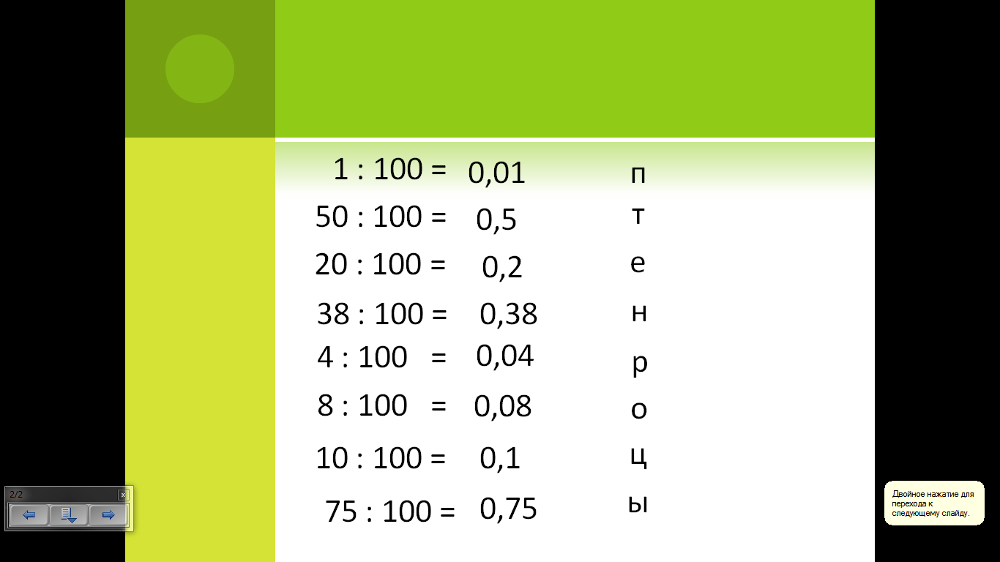 1 : 100 = 0,01 п
50 : 100 = 0,5 т
20 : 100 = 0,2 е
38 : 100 = 0,38 н
4 : 100 = 0,04 р
8 : 100 = 0,08 о
10 : 100 = 0,1 ц
75 : 100 = 0,75 ы
2/2
x
Двойное нажатие для
перехода к
следующему слайду.